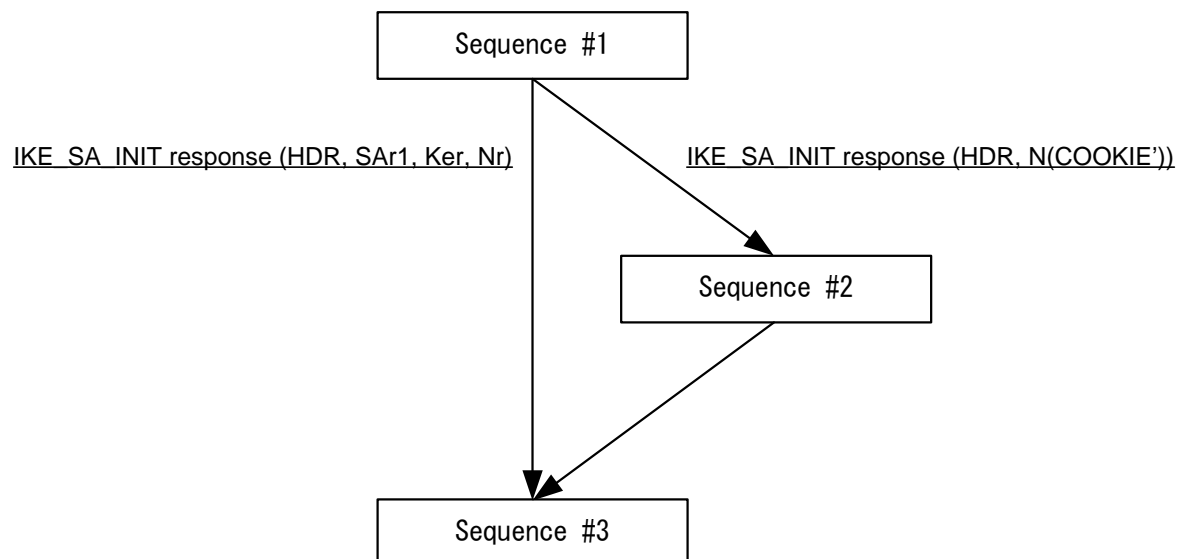 Sequence #1
IKE_SA_INIT response (HDR, SAr1, Ker, Nr)
IKE_SA_INIT response (HDR, N(COOKIE’))
Sequence #2
Sequence #3